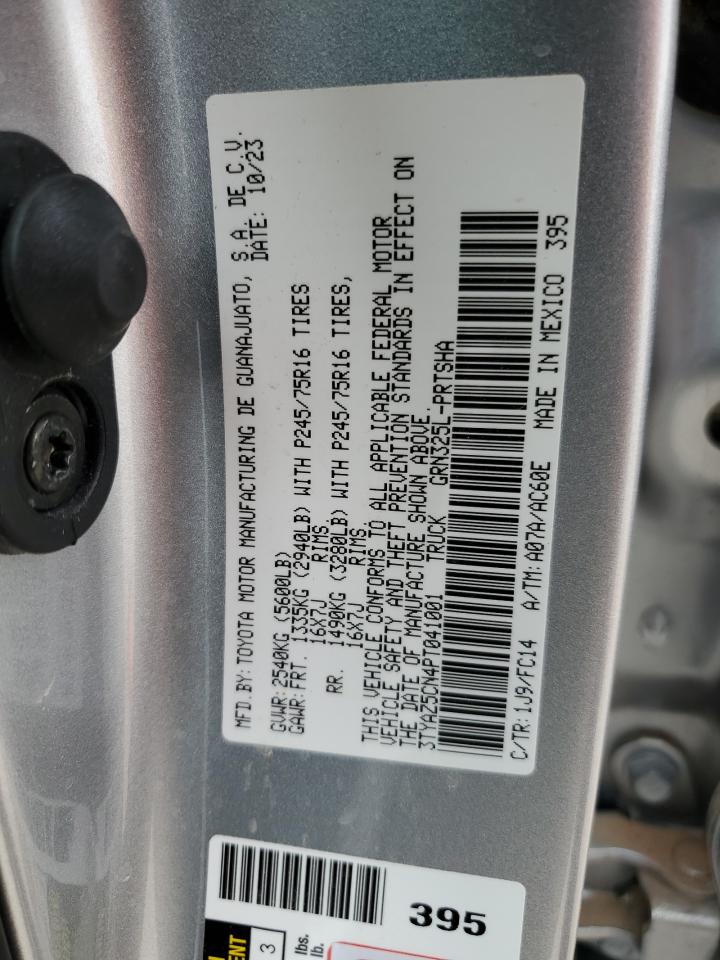 MFD.BY: TOYOTA MOTOR MANUFACTURING DE GUANAJUATO, S.A. DE C.V.
DATE: 10/23
GVWR: 2540KG (5600LB)
GAWR: FRT. 1335KG (2940LB) WITH P245/75R16 TIRES
16X7J RIMS
RR. 1490KG (3280LB) WITH P245/75R16 TIRES,
16X7J RIMS
THIS VEHICLE CONFORMS TO ALL APPLICABLE FEDERAL MOTOR
VEHICLE SAFETY AND THEFT PREVENTION STANDARDS IN EFFECT ON
THE DATE OF MANUFACTURE SHOWN ABOVE.
3TYAZ5CN4PT041001 TRUCK GRN325L-PRTSHA
C/TR: 1J9/FC14 A/TM: A07A/AC60E MADE IN MEXICO 395
395
3
lbs.
lb.